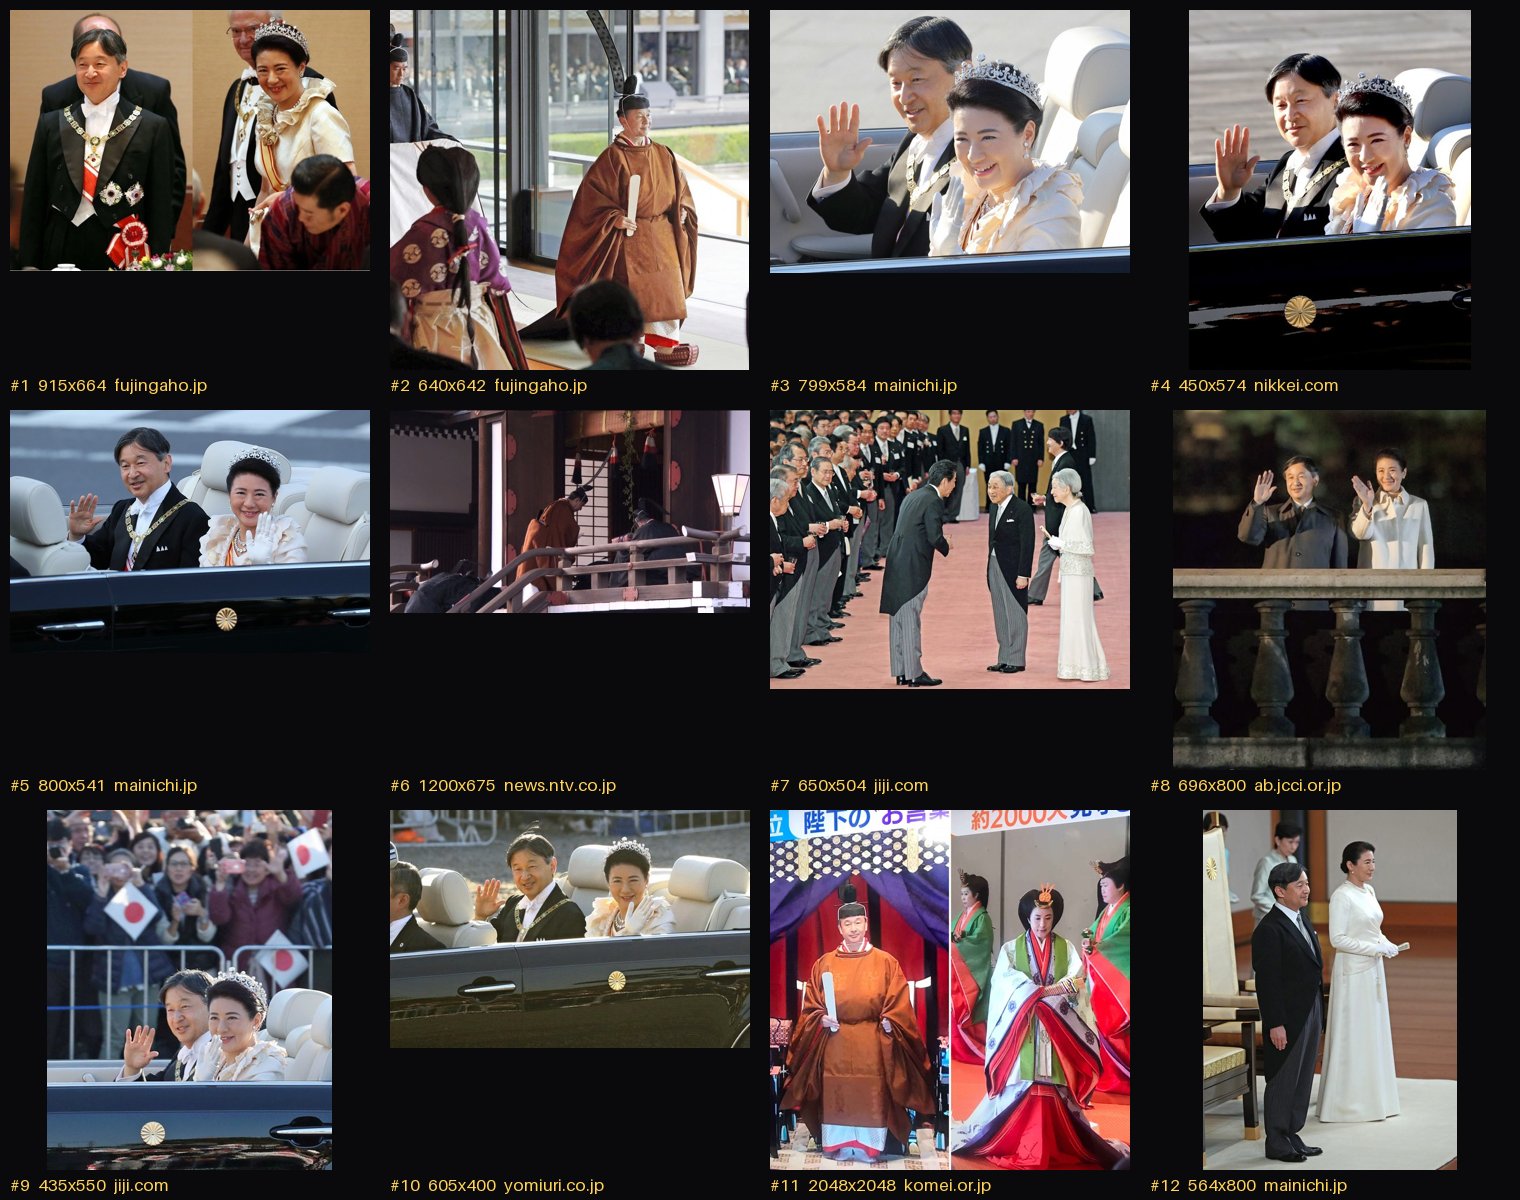 #1 915x664 fujingaho.jp
#2 640x642 fujingaho.jp
#3 799x584 mainichi.jp
#4 450x574 nikkei.com
#5 800x541 mainichi.jp
#6 1200x675 news.ntv.co.jp
#7 650x504 jiji.com
#8 696x800 ab.jcci.or.jp
位 陛下の お言葉
約2000人
#9 435x550 jiji.com
#10 605x400 yomiuri.co.jp
#11 2048x2048 komei.or.jp
#12 564x800 mainichi.jp